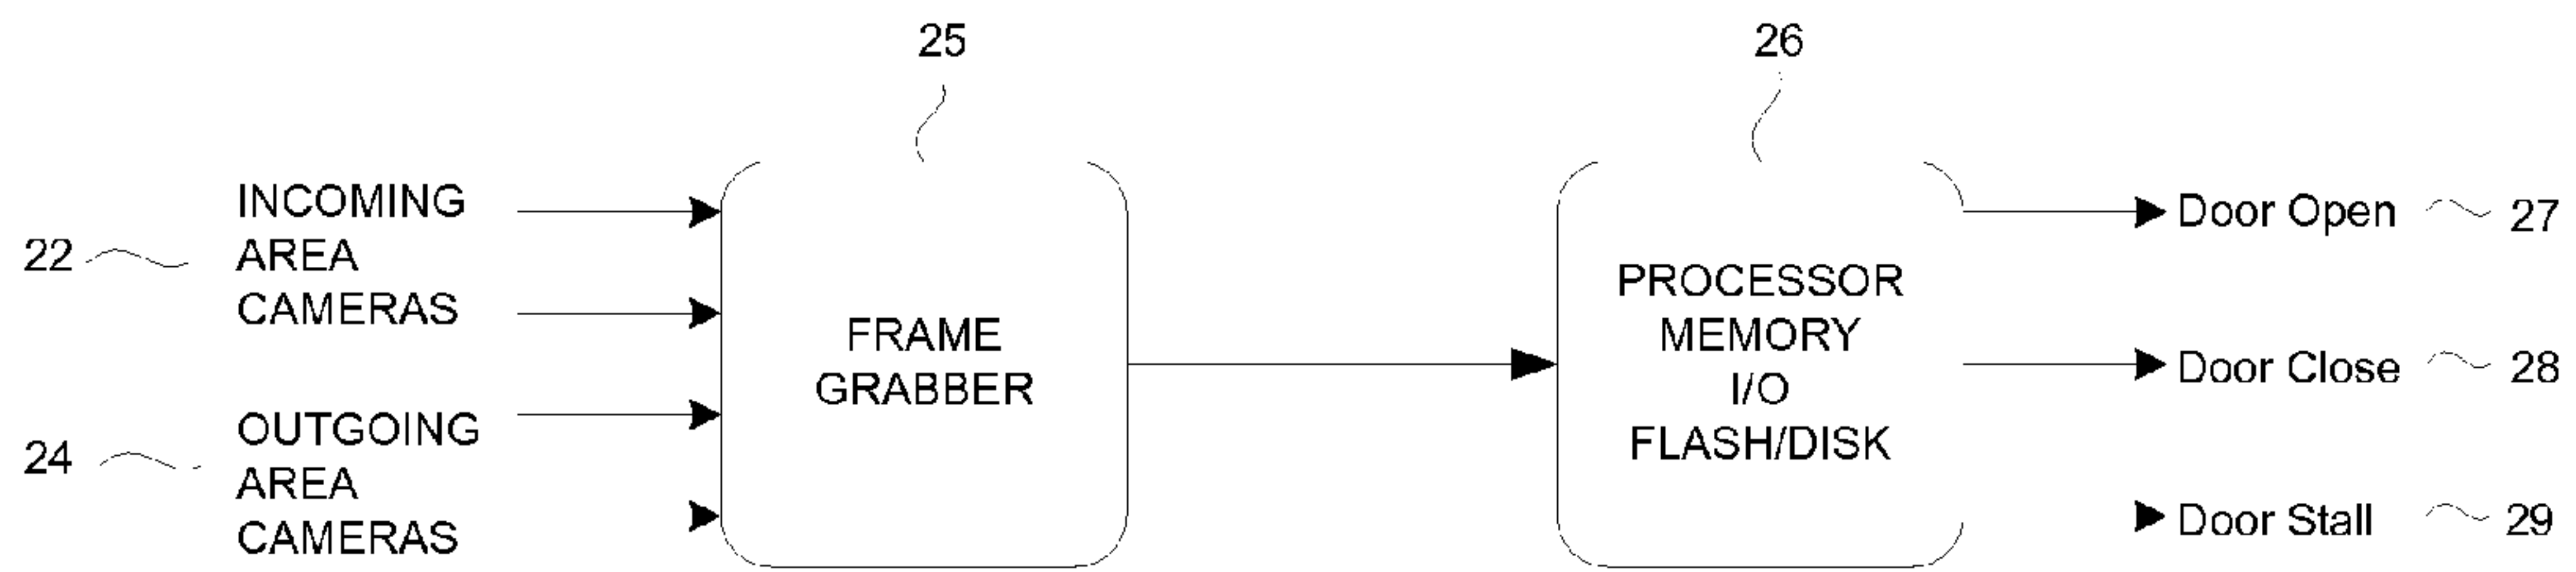 25
26
INCOMING
AREA
CAMERAS
22
OUTGOING
AREA
CAMERAS
24
FRAME
GRABBER
PROCESSOR
MEMORY
I/O
FLASH/DISK
Door Open 27
Door Close 28
Door Stall 29